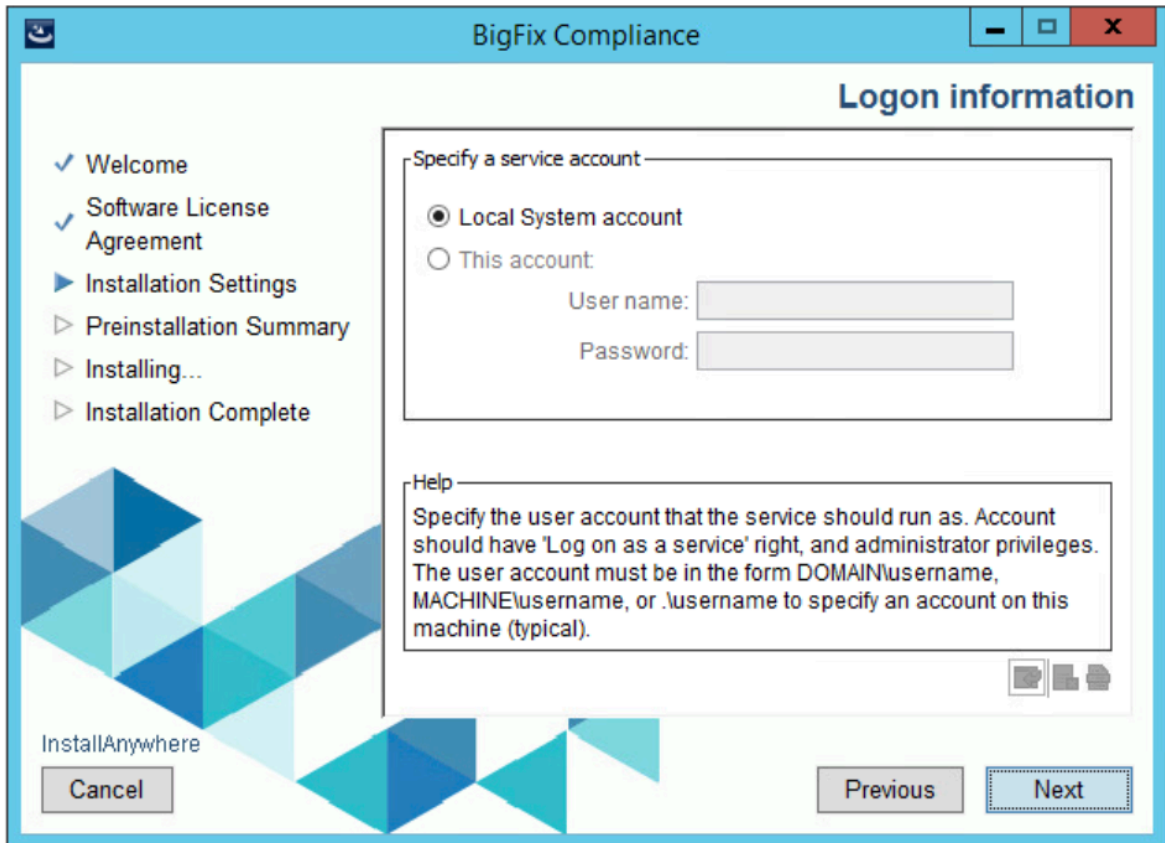 BigFix Compliance
Logon information
Welcome
Software License
Agreement
Installation Settings
Preinstallation Summary
Installing...
Installation Complete
Specify a service account
Local System account
This account:
User name:
Password:
Help
Specify the user account that the service should run as. Account
should have 'Log on as a service' right, and administrator privileges.
The user account must be in the form DOMAIN\username,
MACHINE\username, or .\username to specify an account on this
machine (typical).
InstallAnywhere
Cancel
Previous
Next